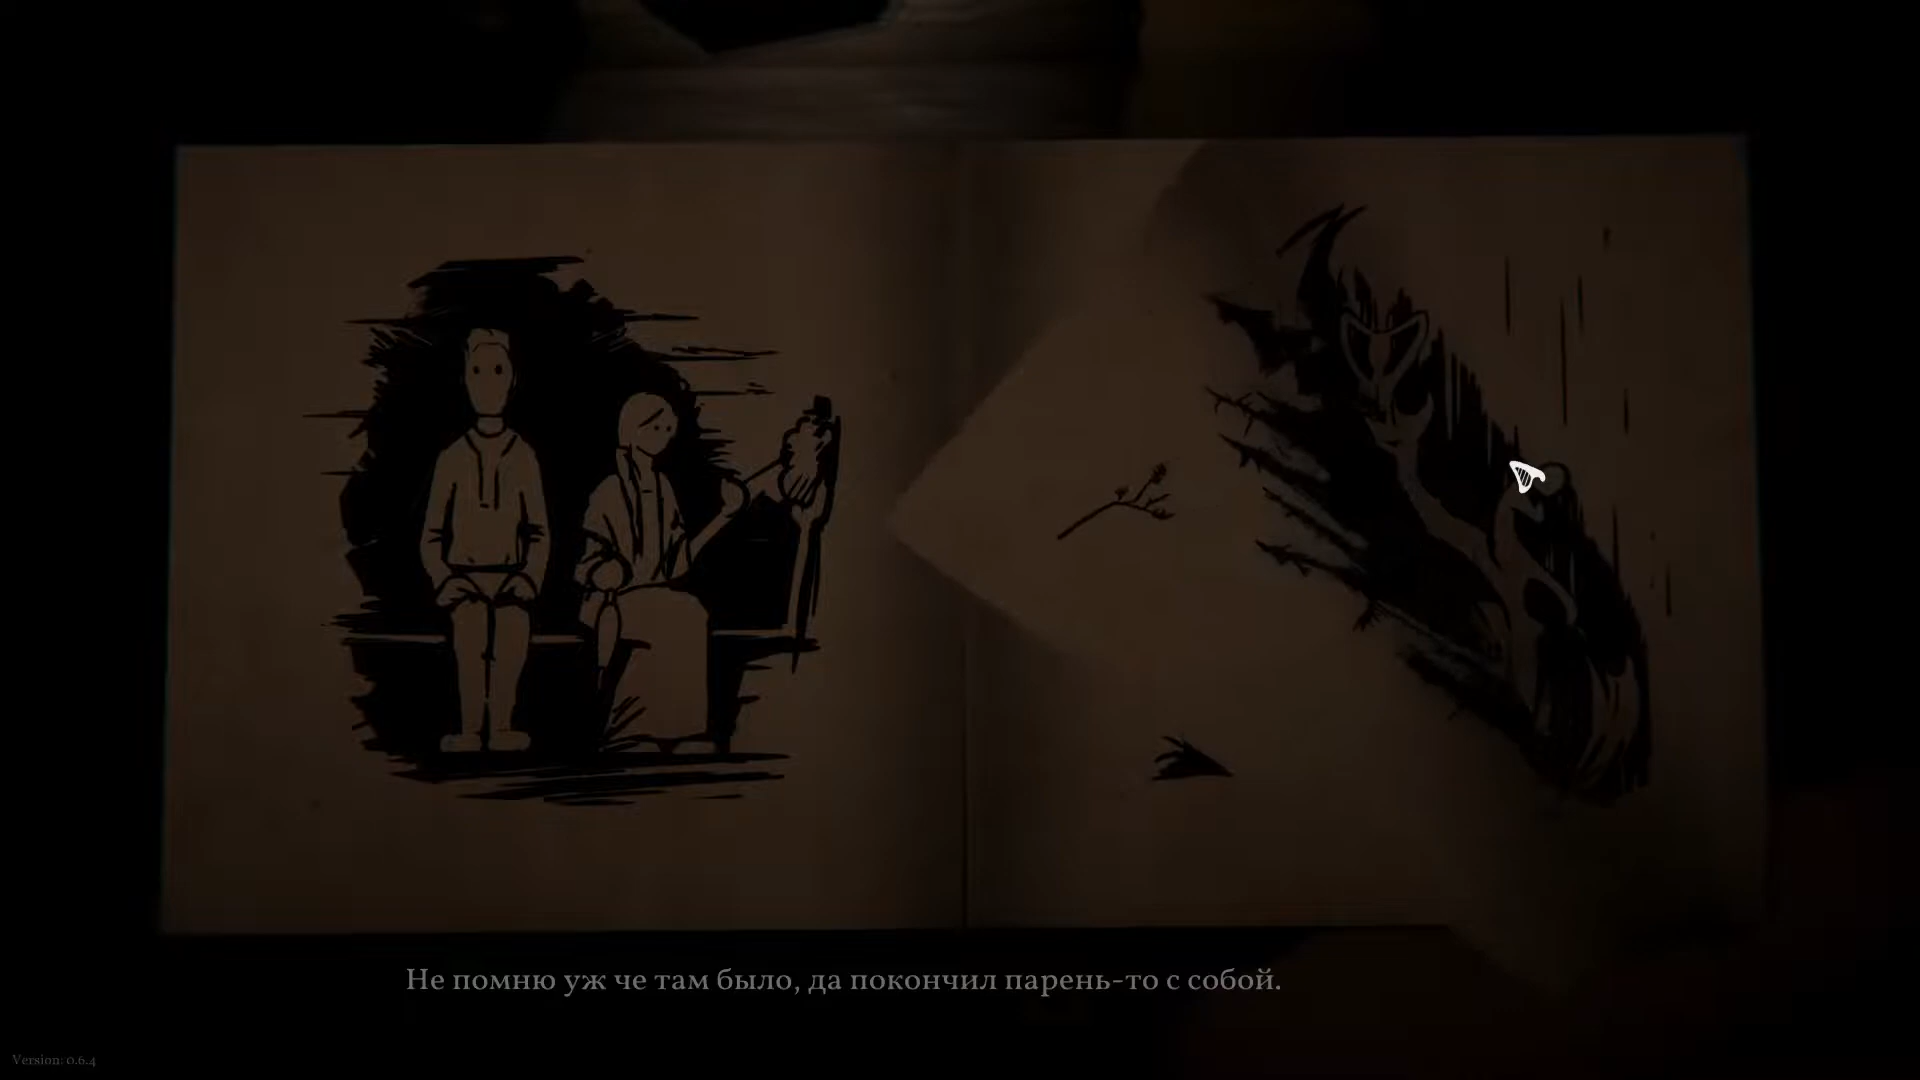 Не помню уж че там было, да покончил парень-то с собой.
Version: 0.6.4